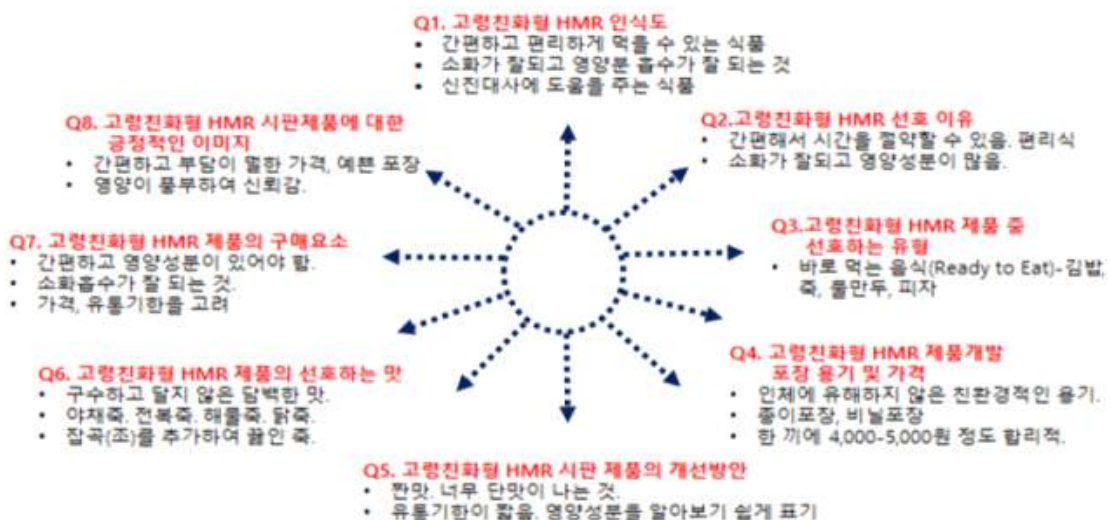 Q1. 고령친화형 HMR 인식도
• 간편하고 편리하게 먹을 수 있는 식품
• 소화가 잘되고 영양분 흡수가 잘 되는 것
• 신진대사에 도움을 주는 식품
Q2.고령친화형 HMR 선호 이유
• 간편해서 시간을 절약할 수 있음. 편리식
• 소화가 잘되고 영양성분이 많음.
Q3.고령친화형 HMR 제품 중
선호하는 유형
• 바로 먹는 음식(Ready to Eat)-김밥,
죽, 물만두, 피자
Q4. 고령친화형 HMR 제품개발
포장 용기 및 가격
• 인체에 유해하지 않은 친환경적인 용기.
• 종이포장, 비닐포장
• 한 끼에 4,000-5,000원 정도 합리적.
Q5. 고령친화형 HMR 시판 제품의 개선방안
• 짠맛. 너무 단맛이 나는 것.
• 유통기한이 짧음. 영양성분을 알아보기 쉽게 표기
Q6. 고령친화형 HMR 제품의 선호하는 맛
• 구수하고 달지 않은 담백한 맛.
• 야채죽. 전복죽. 해물죽. 닭죽.
• 잡곡(조)를 추가하여 끓인 죽.
Q7. 고령친화형 HMR 제품의 구매요소
• 간편하고 영양성분이 있어야 함.
• 소화흡수가 잘 되는 것.
• 가격, 유통기한을 고려
Q8. 고령친화형 HMR 시판제품에 대한
긍정적인 이미지
• 간편하고 부담이 덜한 가격, 예쁜 포장
• 영양이 풍부하여 신뢰감.